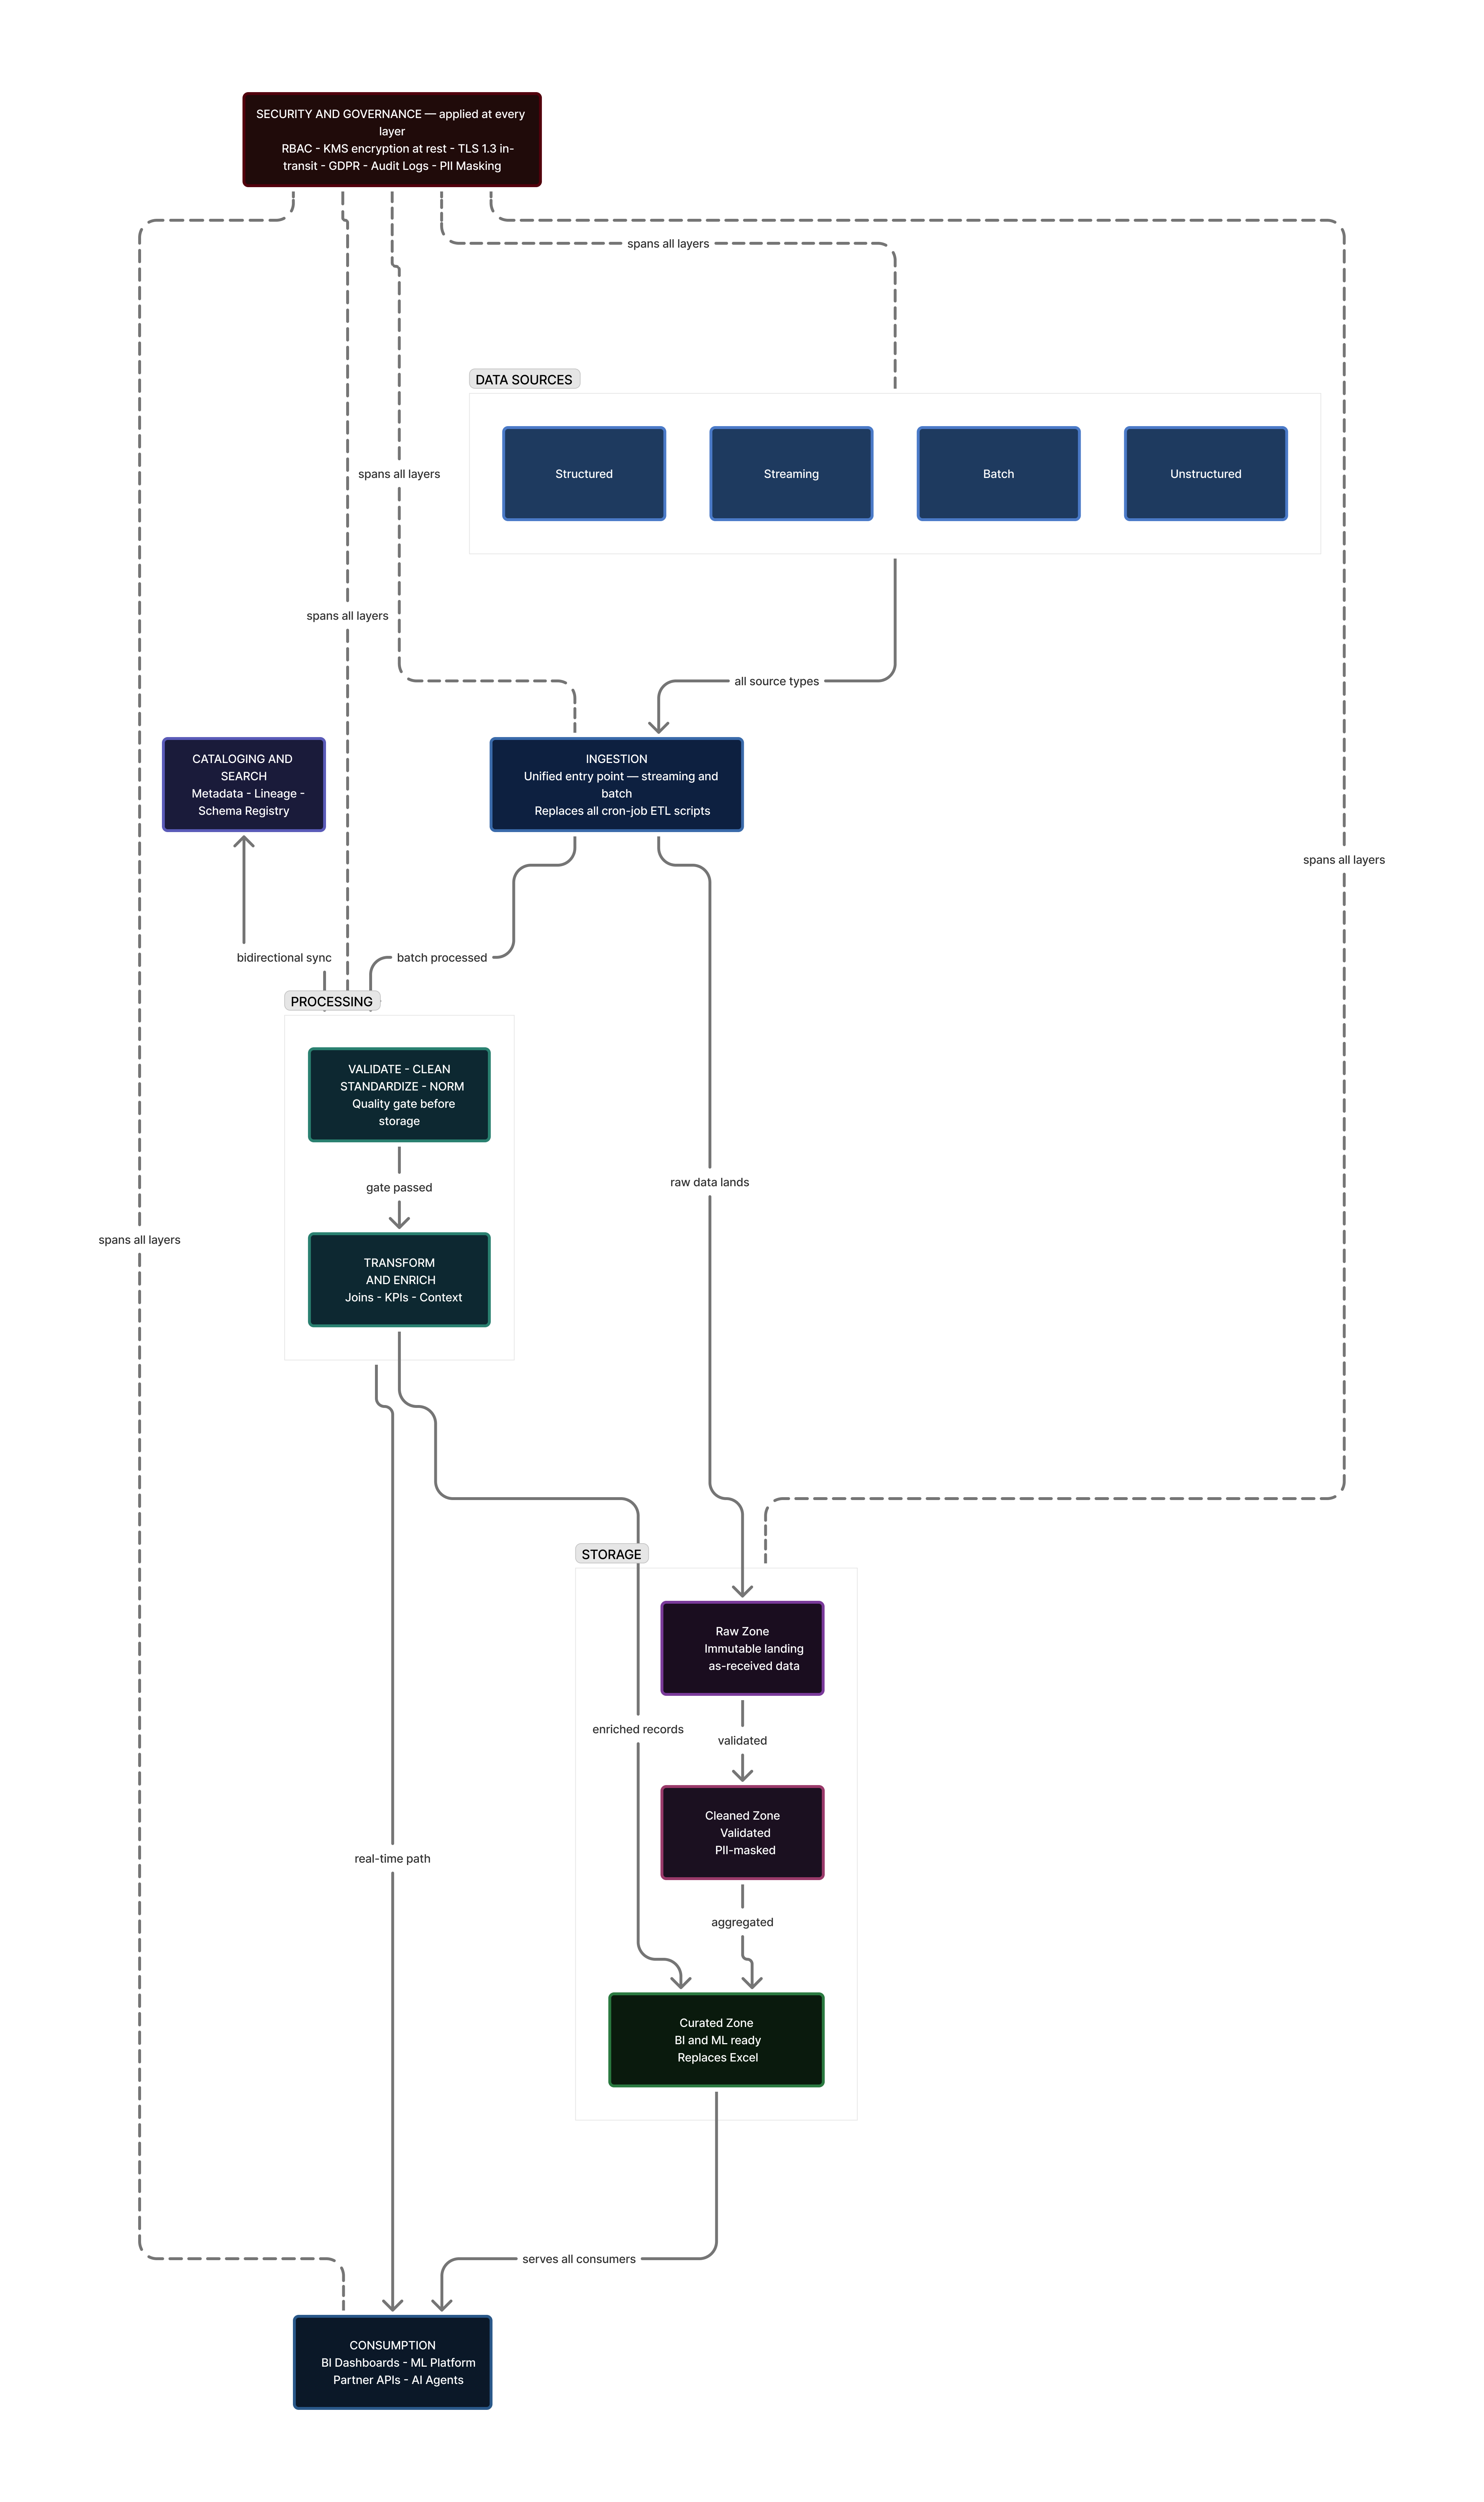 SECURITY AND GOVERNANCE — applied at every
layer
RBAC - KMS encryption at rest - TLS 1.3 in-
transit - GDPR - Audit Logs - PII Masking
spans all layers
DATA SOURCES
Structured
Streaming
Batch
Unstructured
spans all layers
spans all layers
all source types
CATALOGING AND
SEARCH
Metadata - Lineage -
Schema Registry
INGESTION
Unified entry point — streaming and
batch
Replaces all cron-job ETL scripts
spans all layers
bidirectional sync
batch processed
PROCESSING
VALIDATE - CLEAN
STANDARDIZE - NORM
Quality gate before
storage
gate passed
raw data lands
spans all layers
TRANSFORM
AND ENRICH
Joins - KPIs - Context
STORAGE
Raw Zone
Immutable landing
as-received data
enriched records
validated
Cleaned Zone
Validated
PII-masked
real-time path
aggregated
Curated Zone
BI and ML ready
Replaces Excel
serves all consumers
CONSUMPTION
BI Dashboards - ML Platform
Partner APIs - AI Agents